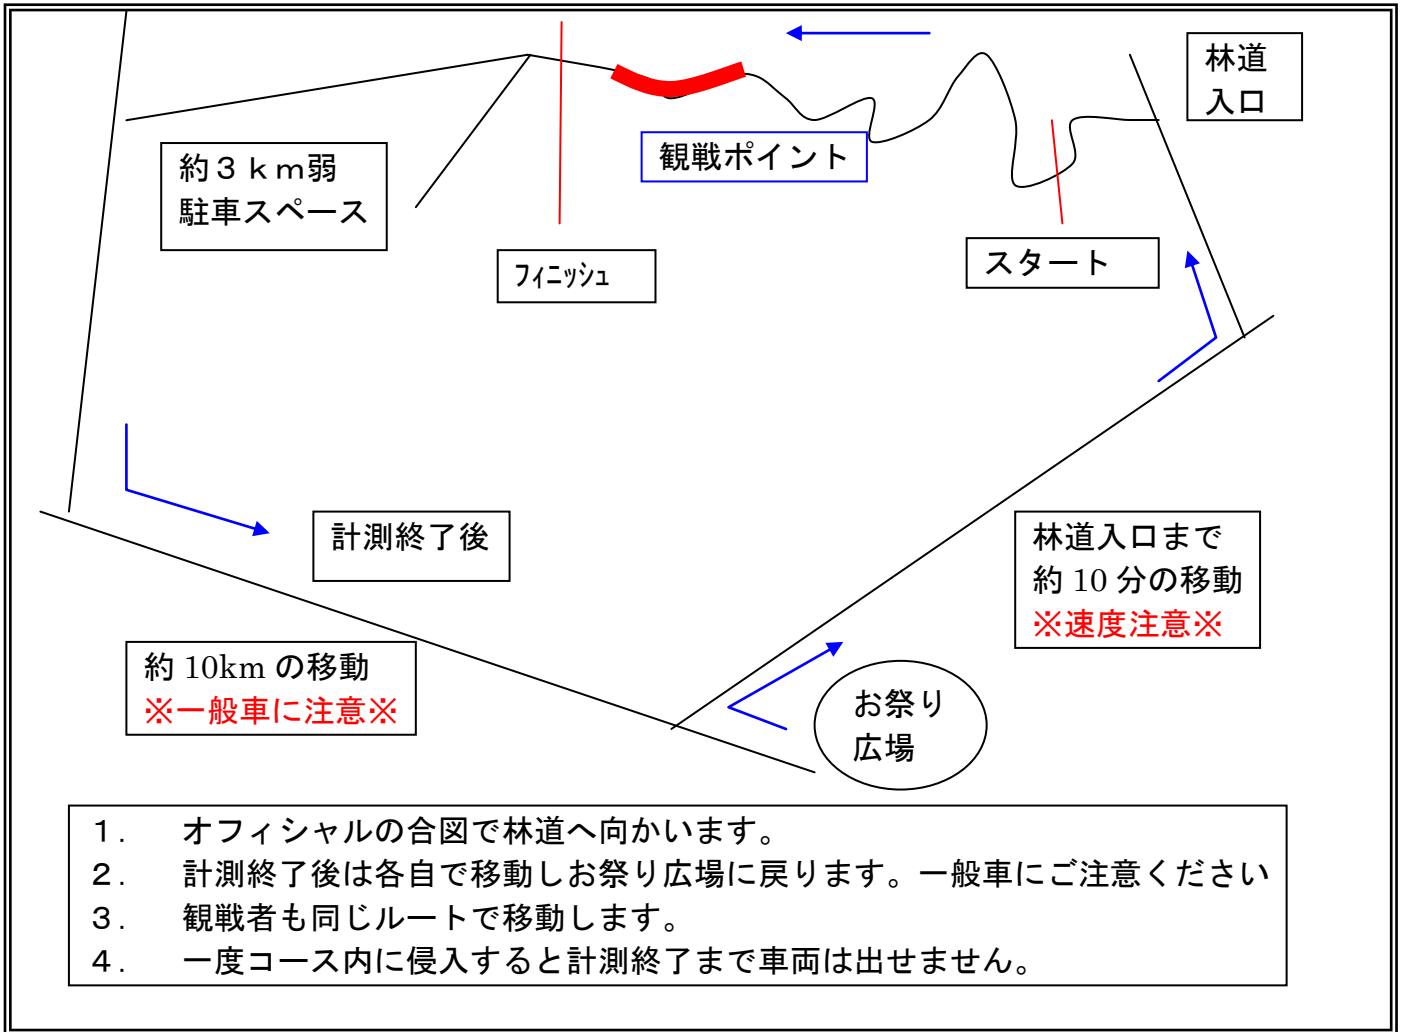 林道
入口
約３ｋｍ弱
駐車スペース
観戦ポイント
ﾌｨﾆｯｼｭ
スタート
計測終了後
林道入口まで
約 10 分の移動
※速度注意※
約 10km の移動
※一般車に注意※
お祭り
広場
１． オフィシャルの合図で林道へ向かいます。
２． 計測終了後は各自で移動しお祭り広場に戻ります。一般車にご注意ください
３． 観戦者も同じルートで移動します。
４． 一度コース内に侵入すると計測終了まで車両は出せません。